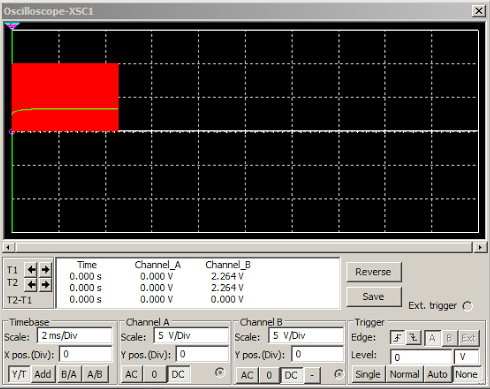 Oscilloscope-XSC1
Time Channel_A Channel_B
T1 0.000 s 0.000 V 2.264 V
T2 0.000 s 0.000 V 2.264 V
T2-T1 0.000 s 0.000 V 0.000 V
Reverse
Save
Ext. trigger
Timebase
Scale: 2 ms/Div
X pos.(Div): 0
Y/T Add B/A A/B
Channel A
Scale: 5 V/Div
Y pos.(Div): 0
AC 0 DC
Channel B
Scale: 5 V/Div
Y pos.(Div): 0
AC 0 DC -
Trigger
Edge: A B Ext
Level: 0 V
Single Normal Auto None